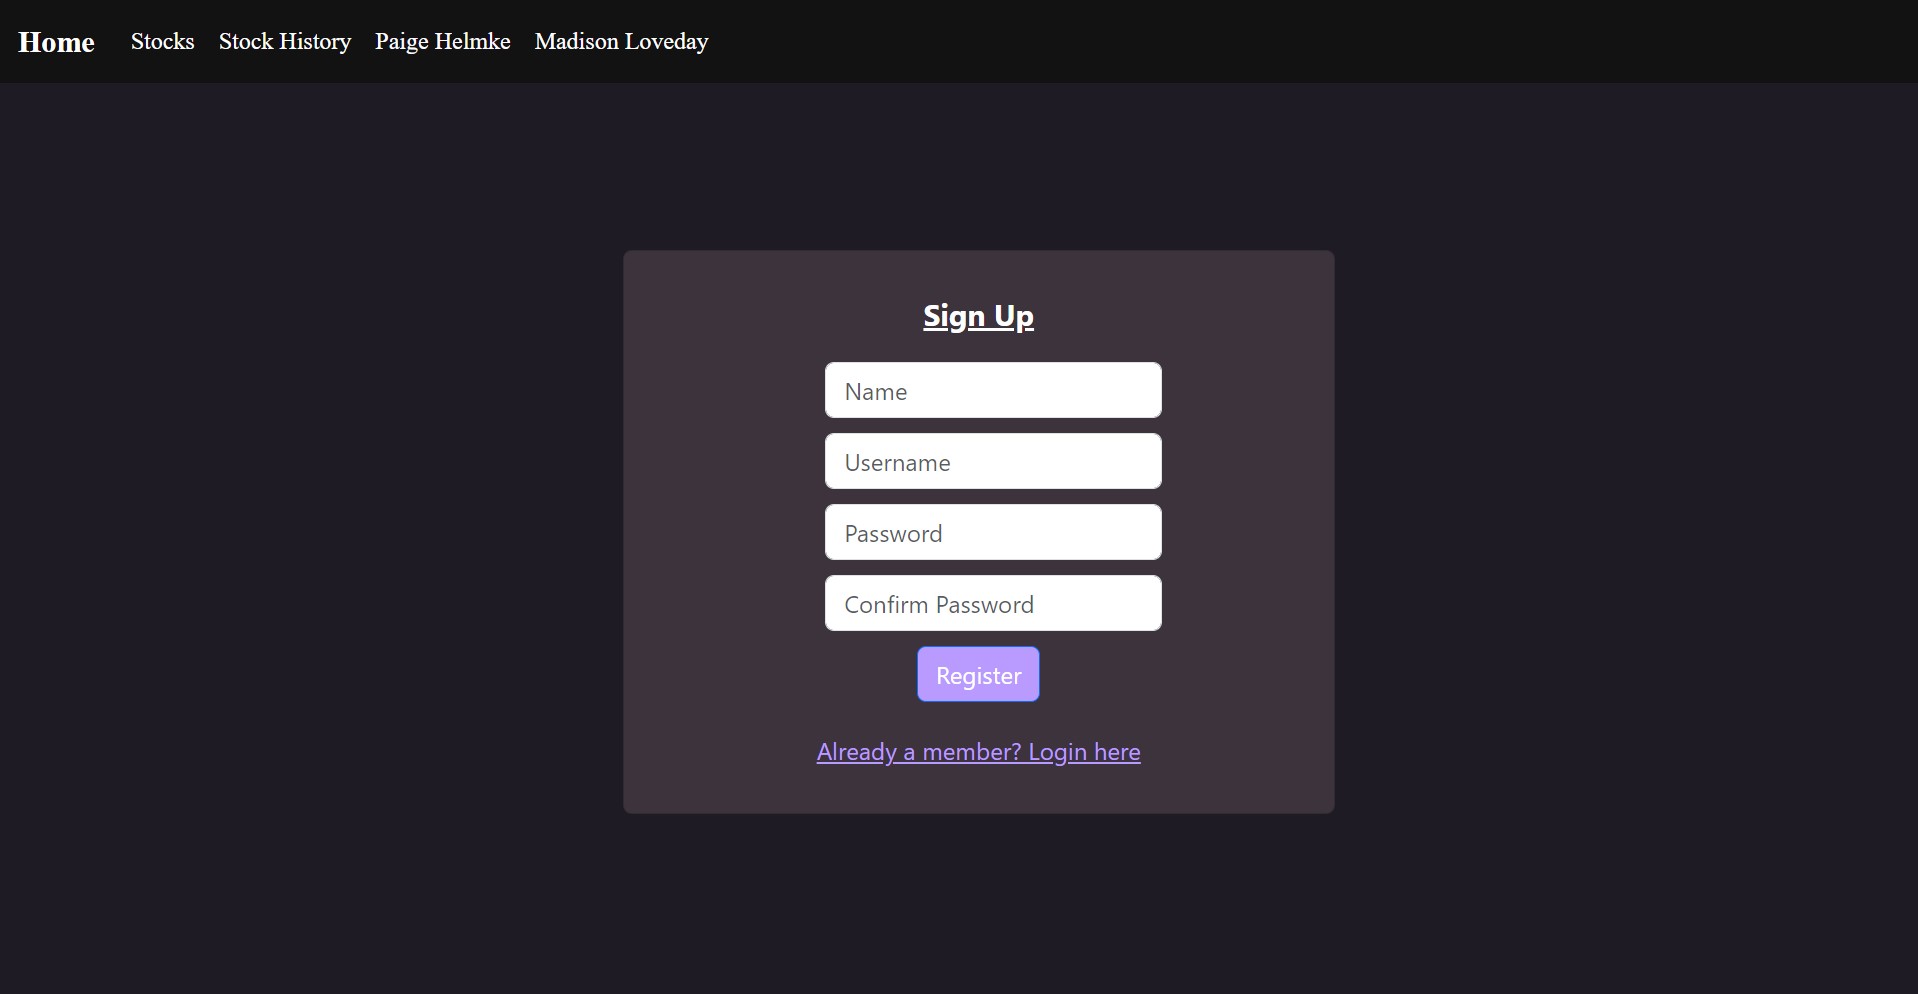 Home Stocks Stock History Paige Helmke Madison Loveday
Sign Up
Name
Username
Password
Confirm Password
Register
Already a member? Login here